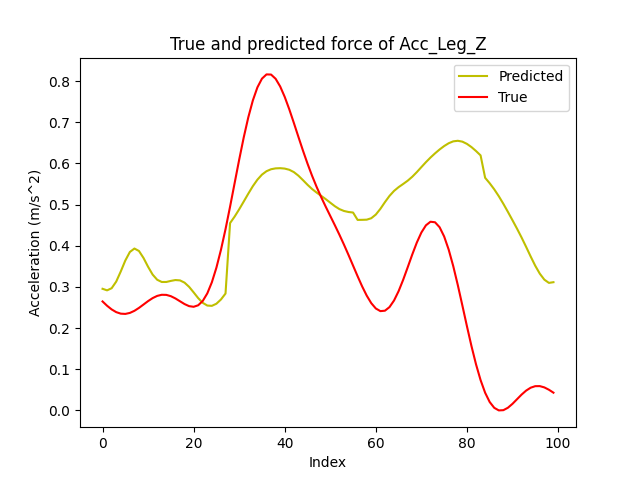 True and predicted force of Acc_Leg_Z
Predicted
True
Acceleration (m/s^2)
0.8
0.7
0.6
0.5
0.4
0.3
0.2
0.1
0.0
0 20 40 60 80 100
Index